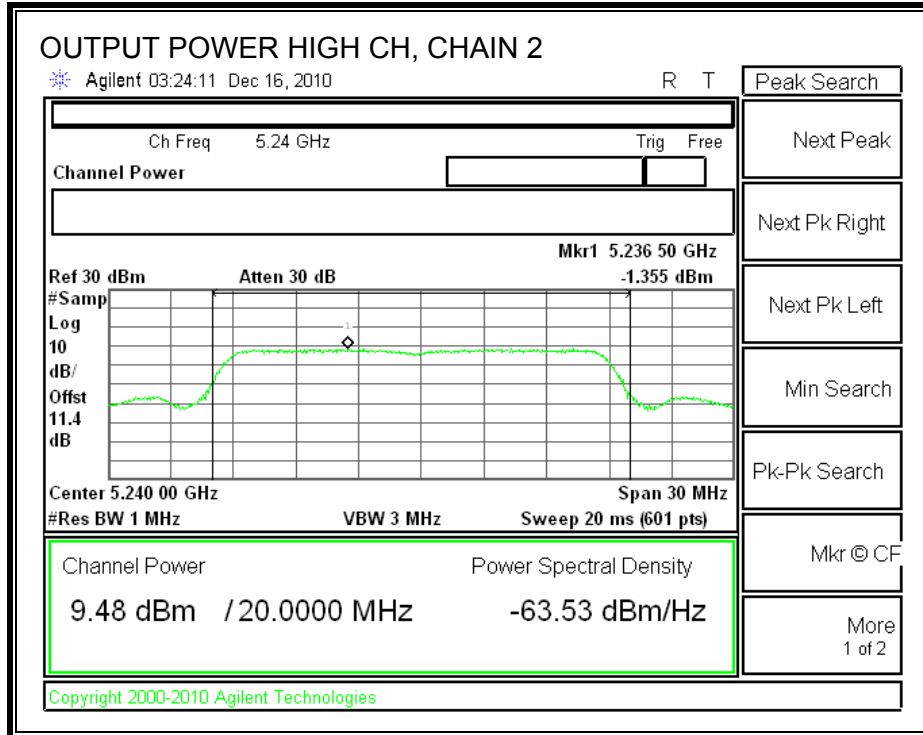 OUTPUT POWER HIGH CH, CHAIN 2
Agilent 03:24:11 Dec 16, 2010 R T
Peak Search
Ch Freq 5.24 GHz Trig Free
Channel Power
Mkr1 5.236 50 GHz
Ref 30 dBm Atten 30 dB -1.355 dBm
#Samp
Log
10
dB/
Offst
11.4
dB
1
Center 5.240 00 GHz Span 30 MHz
#Res BW 1 MHz VBW 3 MHz Sweep 20 ms (601 pts)
Channel Power Power Spectral Density
9.48 dBm / 20.0000 MHz -63.53 dBm/Hz
Copyright 2000-2010 Agilent Technologies
Next Peak
Next Pk Right
Next Pk Left
Min Search
Pk-Pk Search
Mkr © CF
More
1 of 2